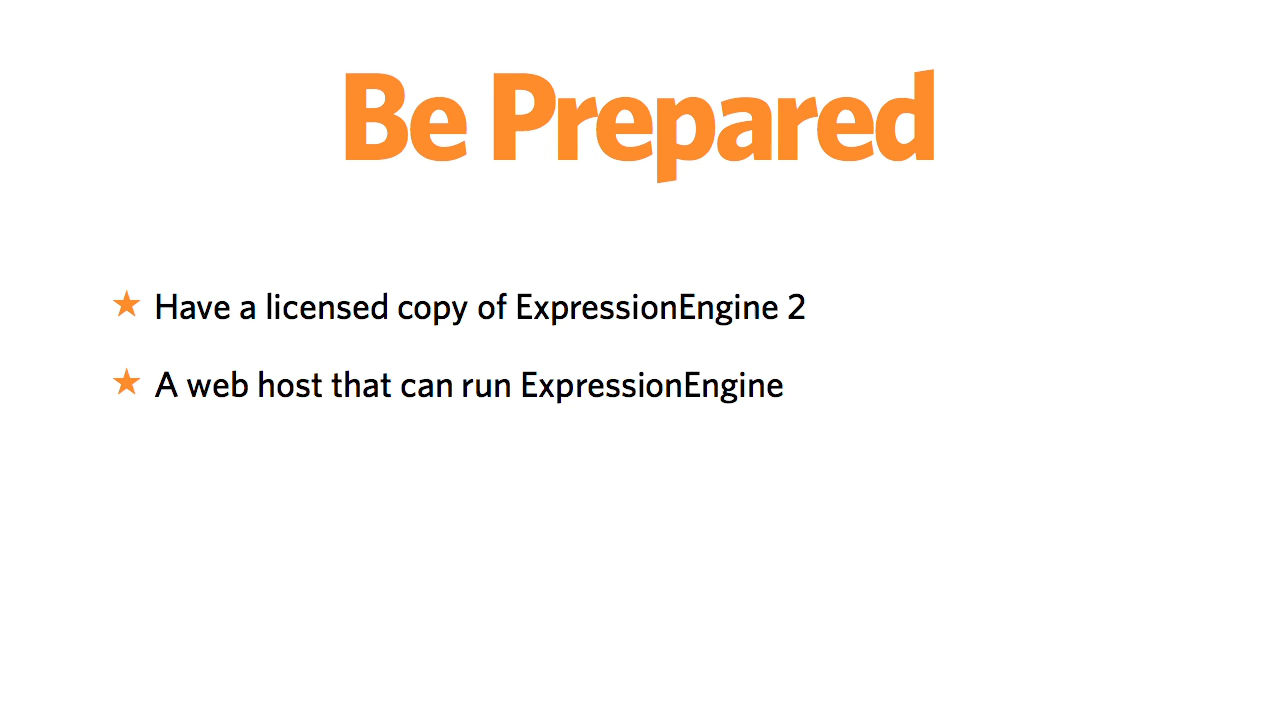 Be Prepared
★ Have a licensed copy of ExpressionEngine 2
★ A web host that can run ExpressionEngine